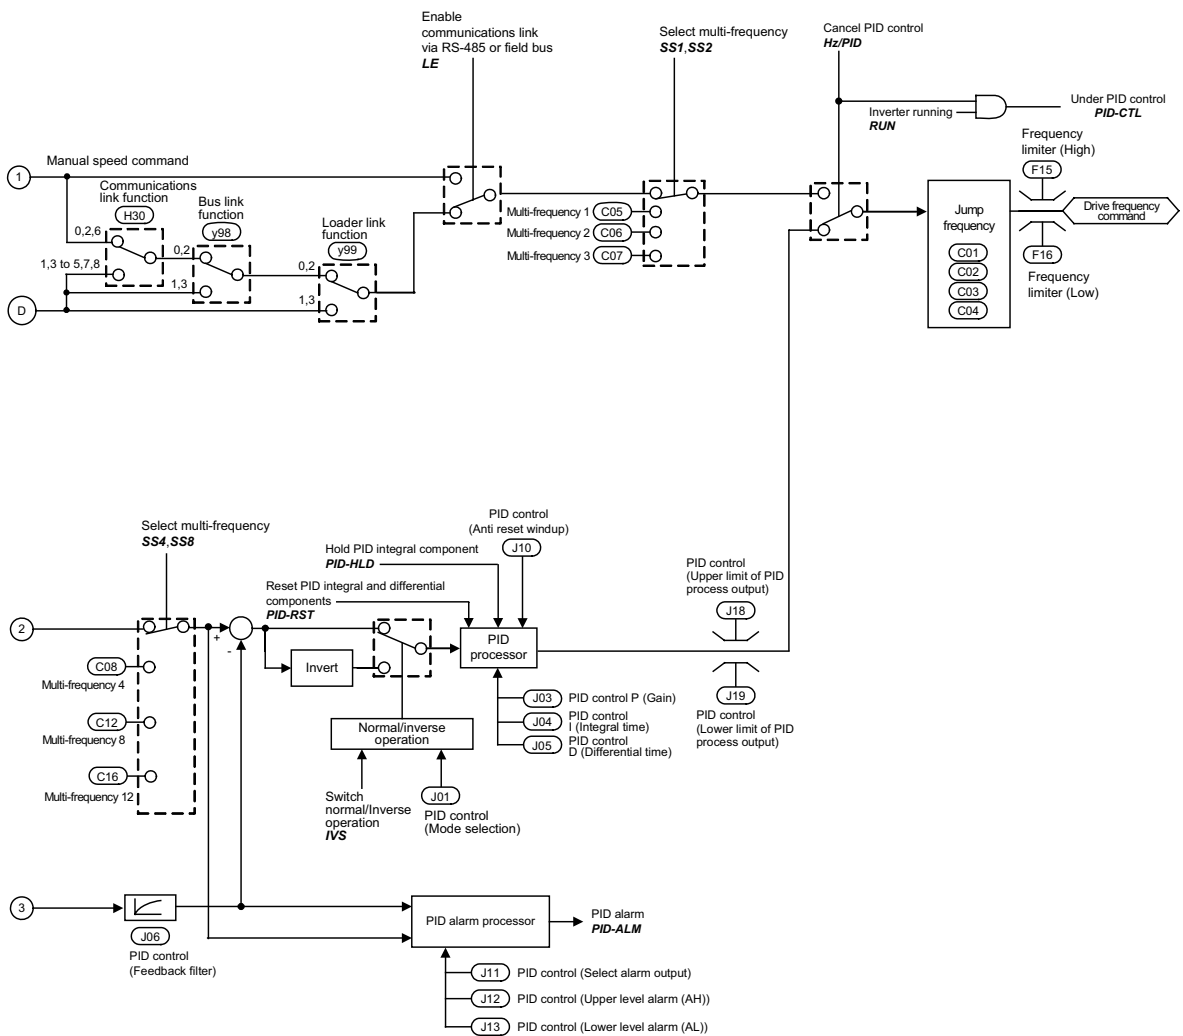 Enable
communications link
via RS-485 or field bus
LE
Select multi-frequency
SS1,SS2
Cancel PID control
Hz/PID
Inverter running
RUN
Under PID control
PID-CTL
Frequency
limiter (High)
F15
1
Manual speed command
Communications
link function
H30
Bus link
function
y98
Loader link
function
y99
0,2,6
1,3 to 5,7,8
0,2
1,3
0,2
1,3
D
Multi-frequency 1 C05
Multi-frequency 2 C06
Multi-frequency 3 C07
Jump
frequency
C01
C02
C03
C04
Drive frequency
command
F16
Frequency
limiter (Low)
Select multi-frequency
SS4,SS8
PID control
(Anti reset windup)
J10
Hold PID integral component
PID-HLD
Reset PID integral and differential
components
PID-RST
PID control
(Upper limit of PID
process output)
J18
2
+
-
C08
Multi-frequency 4
C12
Multi-frequency 8
C16
Multi-frequency 12
Invert
PID
processor
J03 PID control P (Gain)
J04 PID control
I (Integral time)
J05 PID control
D (Differential time)
J19
PID control
(Lower limit of PID
process output)
Normal/inverse
operation
Switch
normal/Inverse
operation
IVS
J01
PID control
(Mode selection)
3
J06
PID control
(Feedback filter)
PID alarm processor
PID alarm
PID-ALM
J11 PID control (Select alarm output)
J12 PID control (Upper level alarm (AH))
J13 PID control (Lower level alarm (AL))